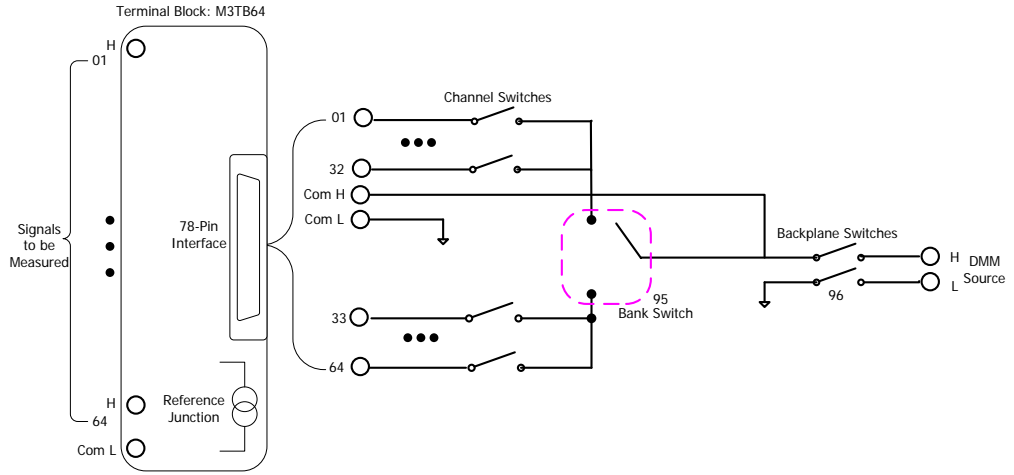 Terminal Block: M3TB64
H
01
Signals
to be
Measured
78-Pin
Interface
H
64
Com L
Reference
Junction
Channel Switches
01
32
Com H
Com L
33
64
95
Bank Switch
Backplane Switches
96
H
L
DMM
Source